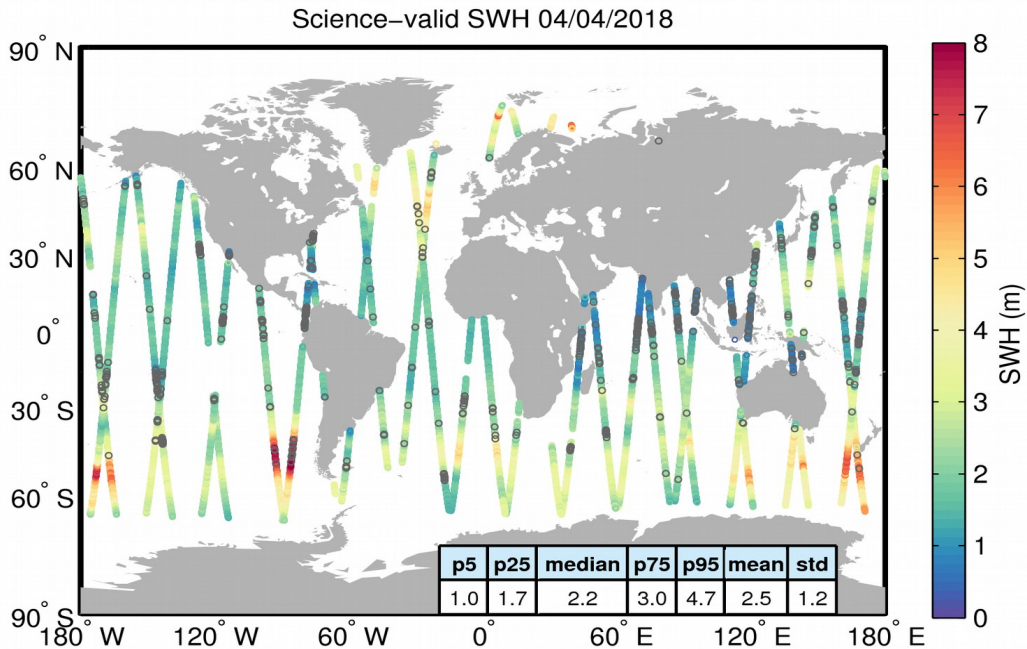 Science−valid SWH 04/04/2018
90° N
60° N
30° N
0°
30° S
60° S
90° S
180° W
120° W
60° W
0°
60° E
120° E
180° E
p5 p25 median p75 p95 mean std
1.0 1.7 2.2 3.0 4.7 2.5 1.2
8
7
6
5
4
3
2
1
0
SWH (m)